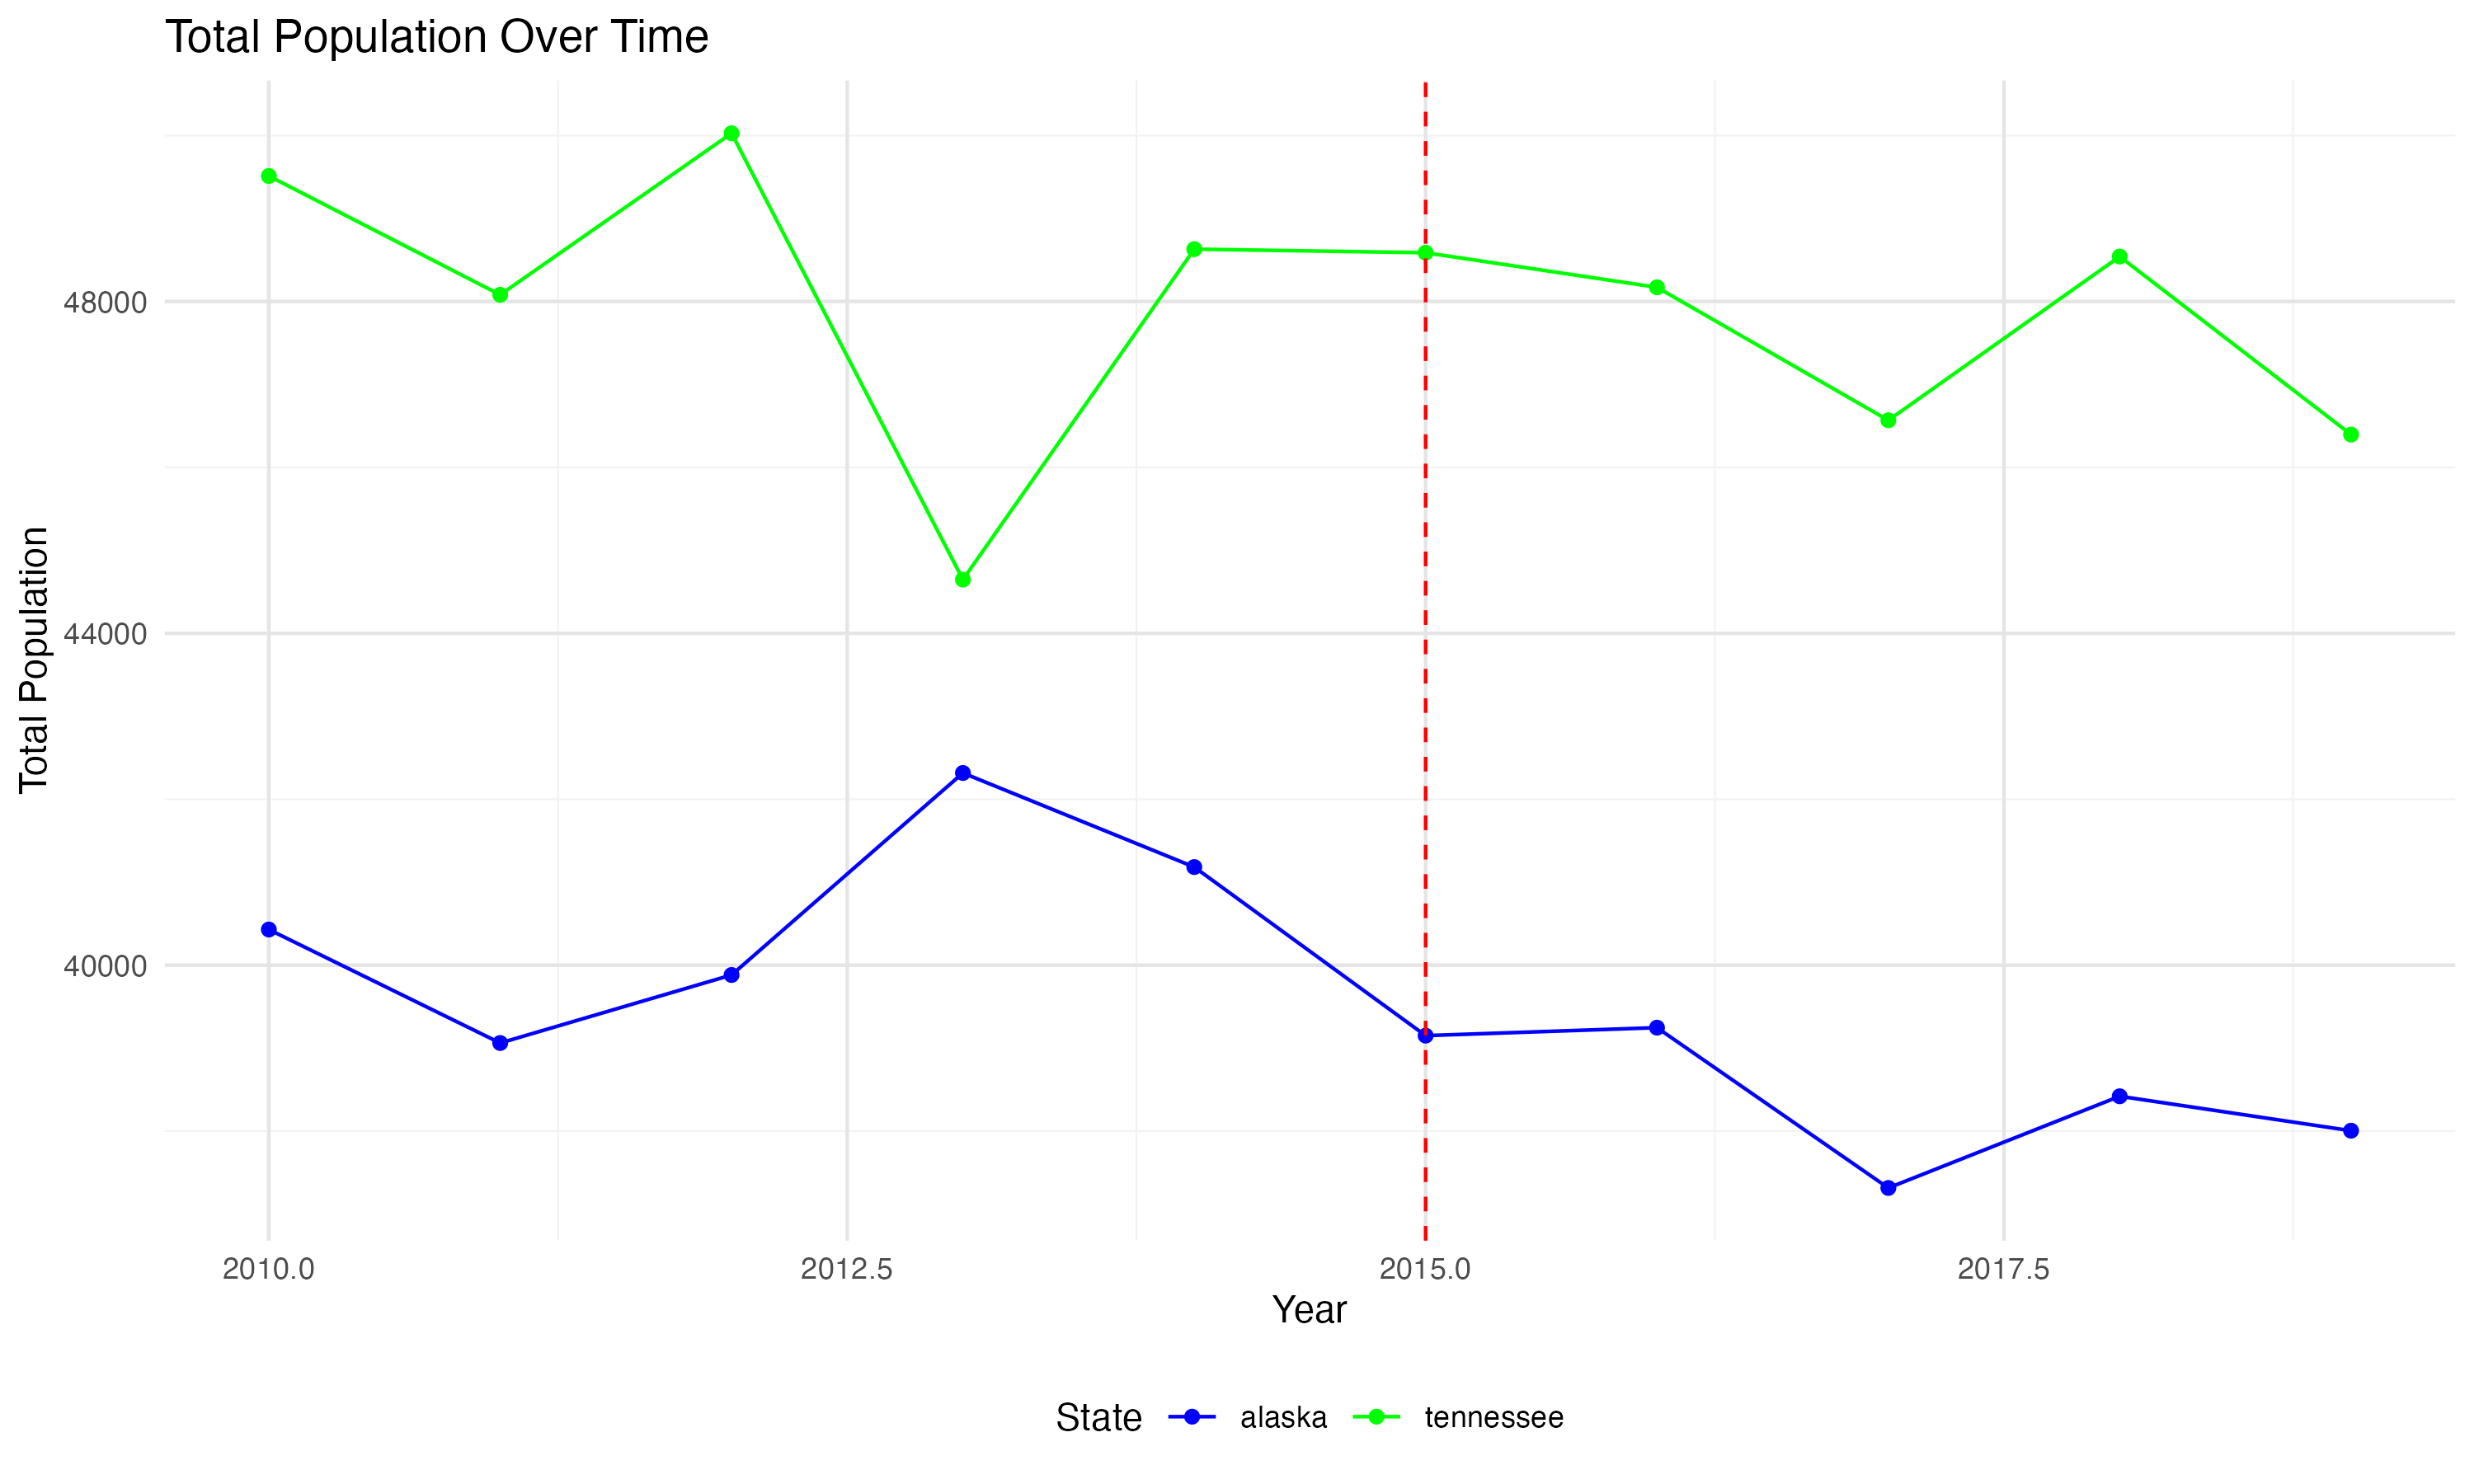 Total Population Over Time
Total Population
48000
44000
40000
2010.0 2012.5 2015.0 2017.5
Year
State alaska tennessee